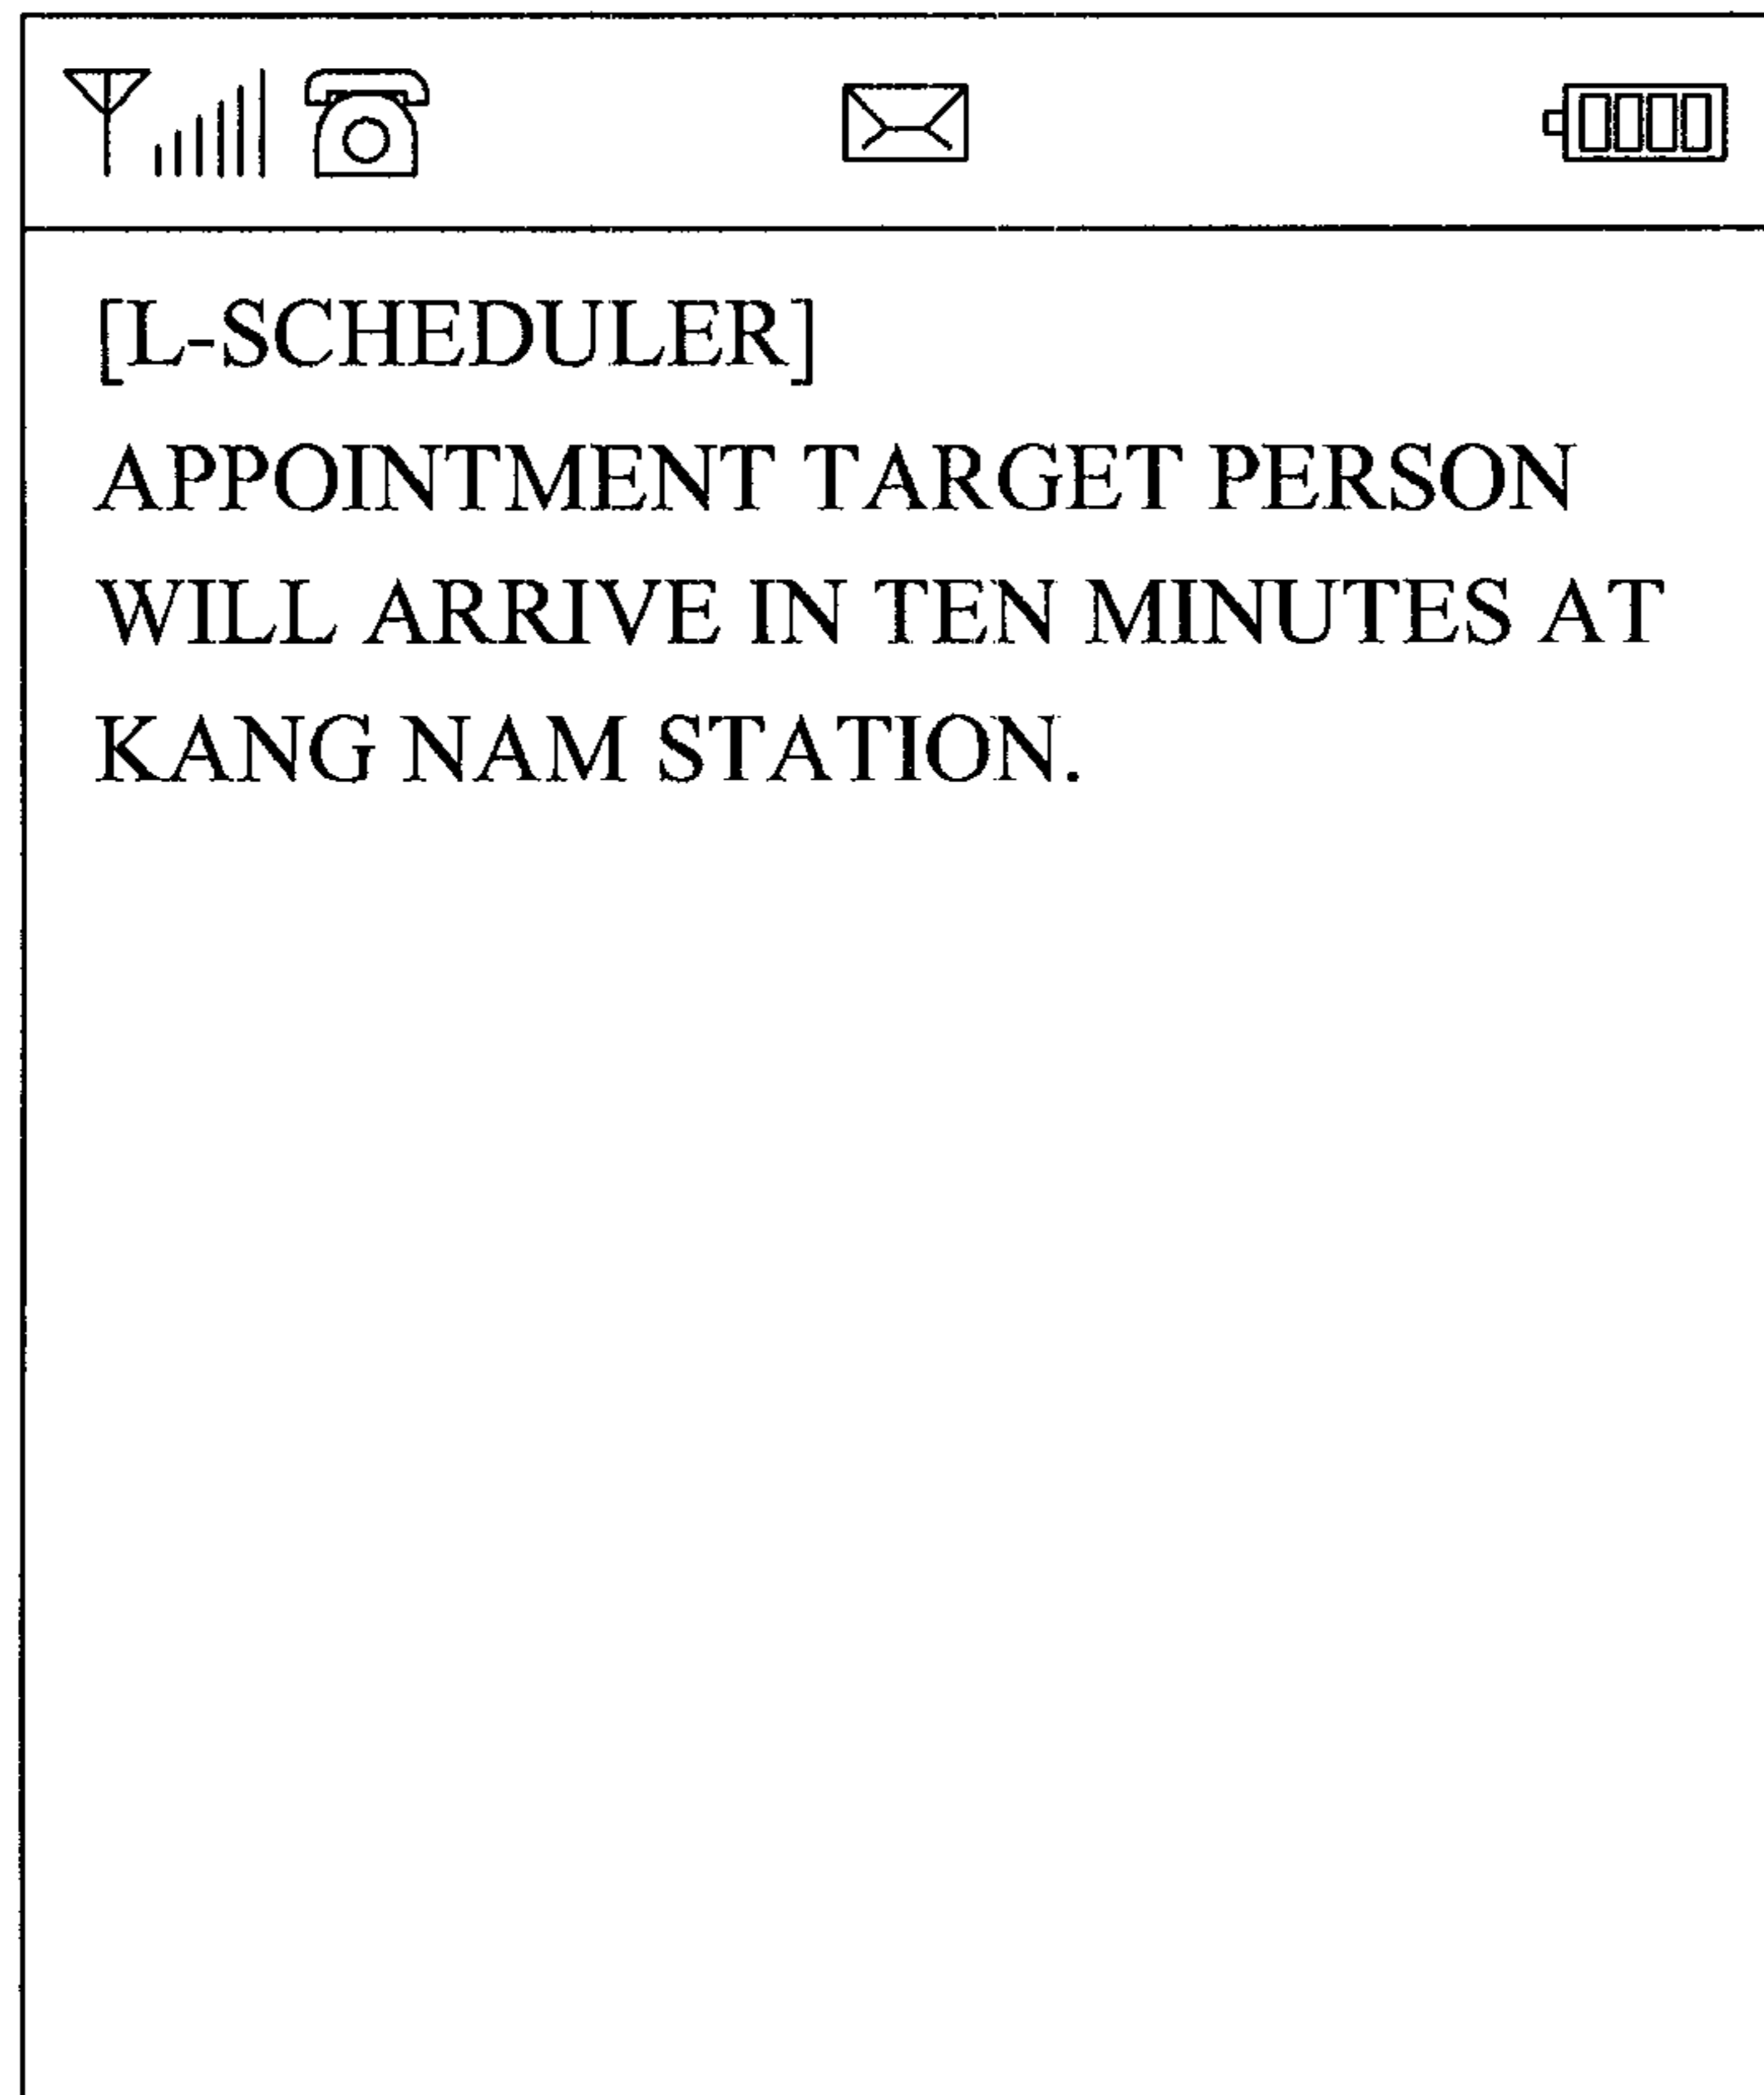 [L-SCHEDULER]
APPOINTMENT TARGET PERSON
WILL ARRIVE IN TEN MINUTES AT
KANG NAM STATION.